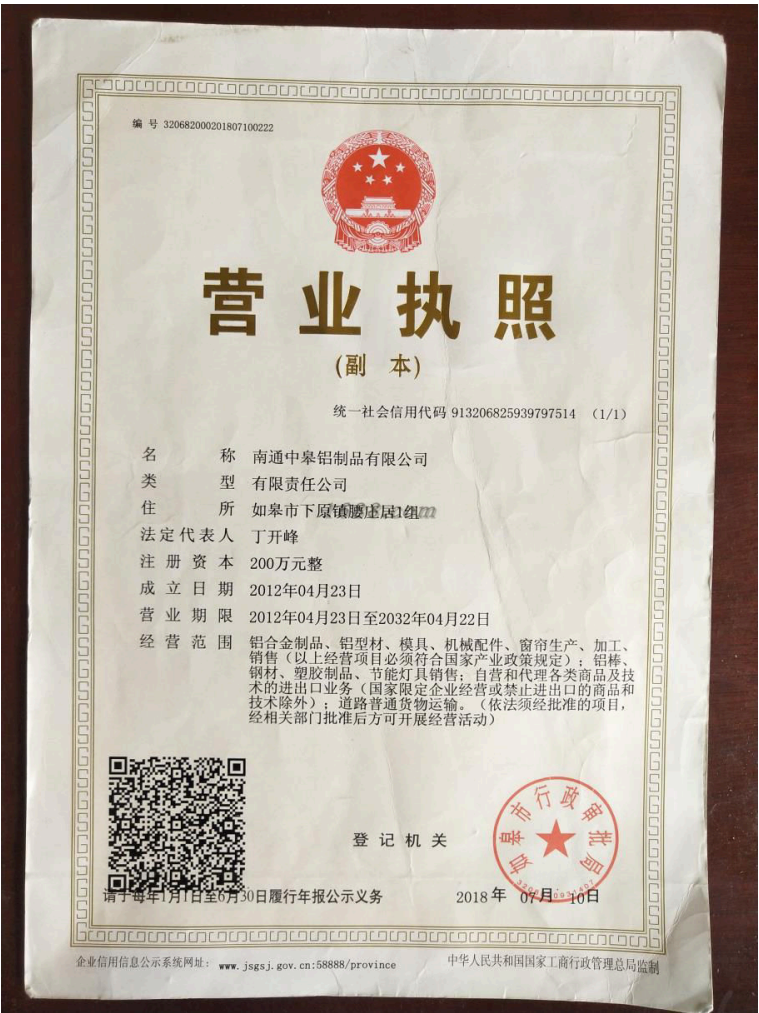 编号 320682000201807100222
营业执照
(副 本)
统一社会信用代码 913206825939797514 (1/1)
名称 南通中皋铝制品有限公司
类型 有限责任公司
住所 如皋市下原镇腰庄居1组
法定代表人 丁开峰
注册资本 200万元整
成立日期 2012年04月23日
营业期限 2012年04月23日至2032年04月22日
经营范围 铝合金制品、铝型材、模具、机械配件、窗帘生产、加工、
销售(以上经营项目必须符合国家产业政策规定);铝棒、
钢材、塑胶制品、节能灯具销售;自营和代理各类商品及技
术的进出口业务(国家限定企业经营或禁止进出口的商品和
技术除外);道路普通货物运输。(依法须经批准的项目,
经相关部门批准后方可开展经营活动)
如皋市行政审批局
登记机关
请于每年1月1日至6月30日履行年报公示义务
2018年 07月 10日
企业信用信息公示系统网址: www.jsgsj.gov.cn:58888/province
中华人民共和国国家工商行政管理总局监制